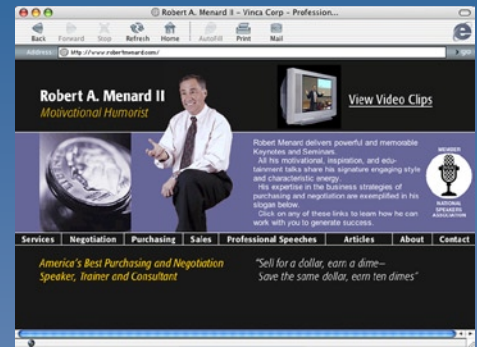 Robert A. Menard II – Vinca Corp – Profession...
Back Forward Stop Refresh Home AutoFill Print Mail
Address: http://www.robertmenard.com/ go
Robert A. Menard II
Motivational Humorist
View Video Clips
Robert Menard delivers powerful and memorable
Keynotes and Seminars.
All his motivational, inspiration, and edu-
tainment talks share his signature engaging style
and characteristic energy.
His expertise in the business strategies of
purchasing and negotiation are exemplified in his
slogan below.
Click on any of these links to learn how he can
work with you to generate success.
MEMBER
NATIONAL
SPEAKERS
ASSOCIATION
Services Negotiation Purchasing Sales Professional Speeches Articles About Contact
America's Best Purchasing and Negotiation
Speaker, Trainer and Consultant
"Sell for a dollar, earn a dime—
Save the same dollar, earn ten dimes"